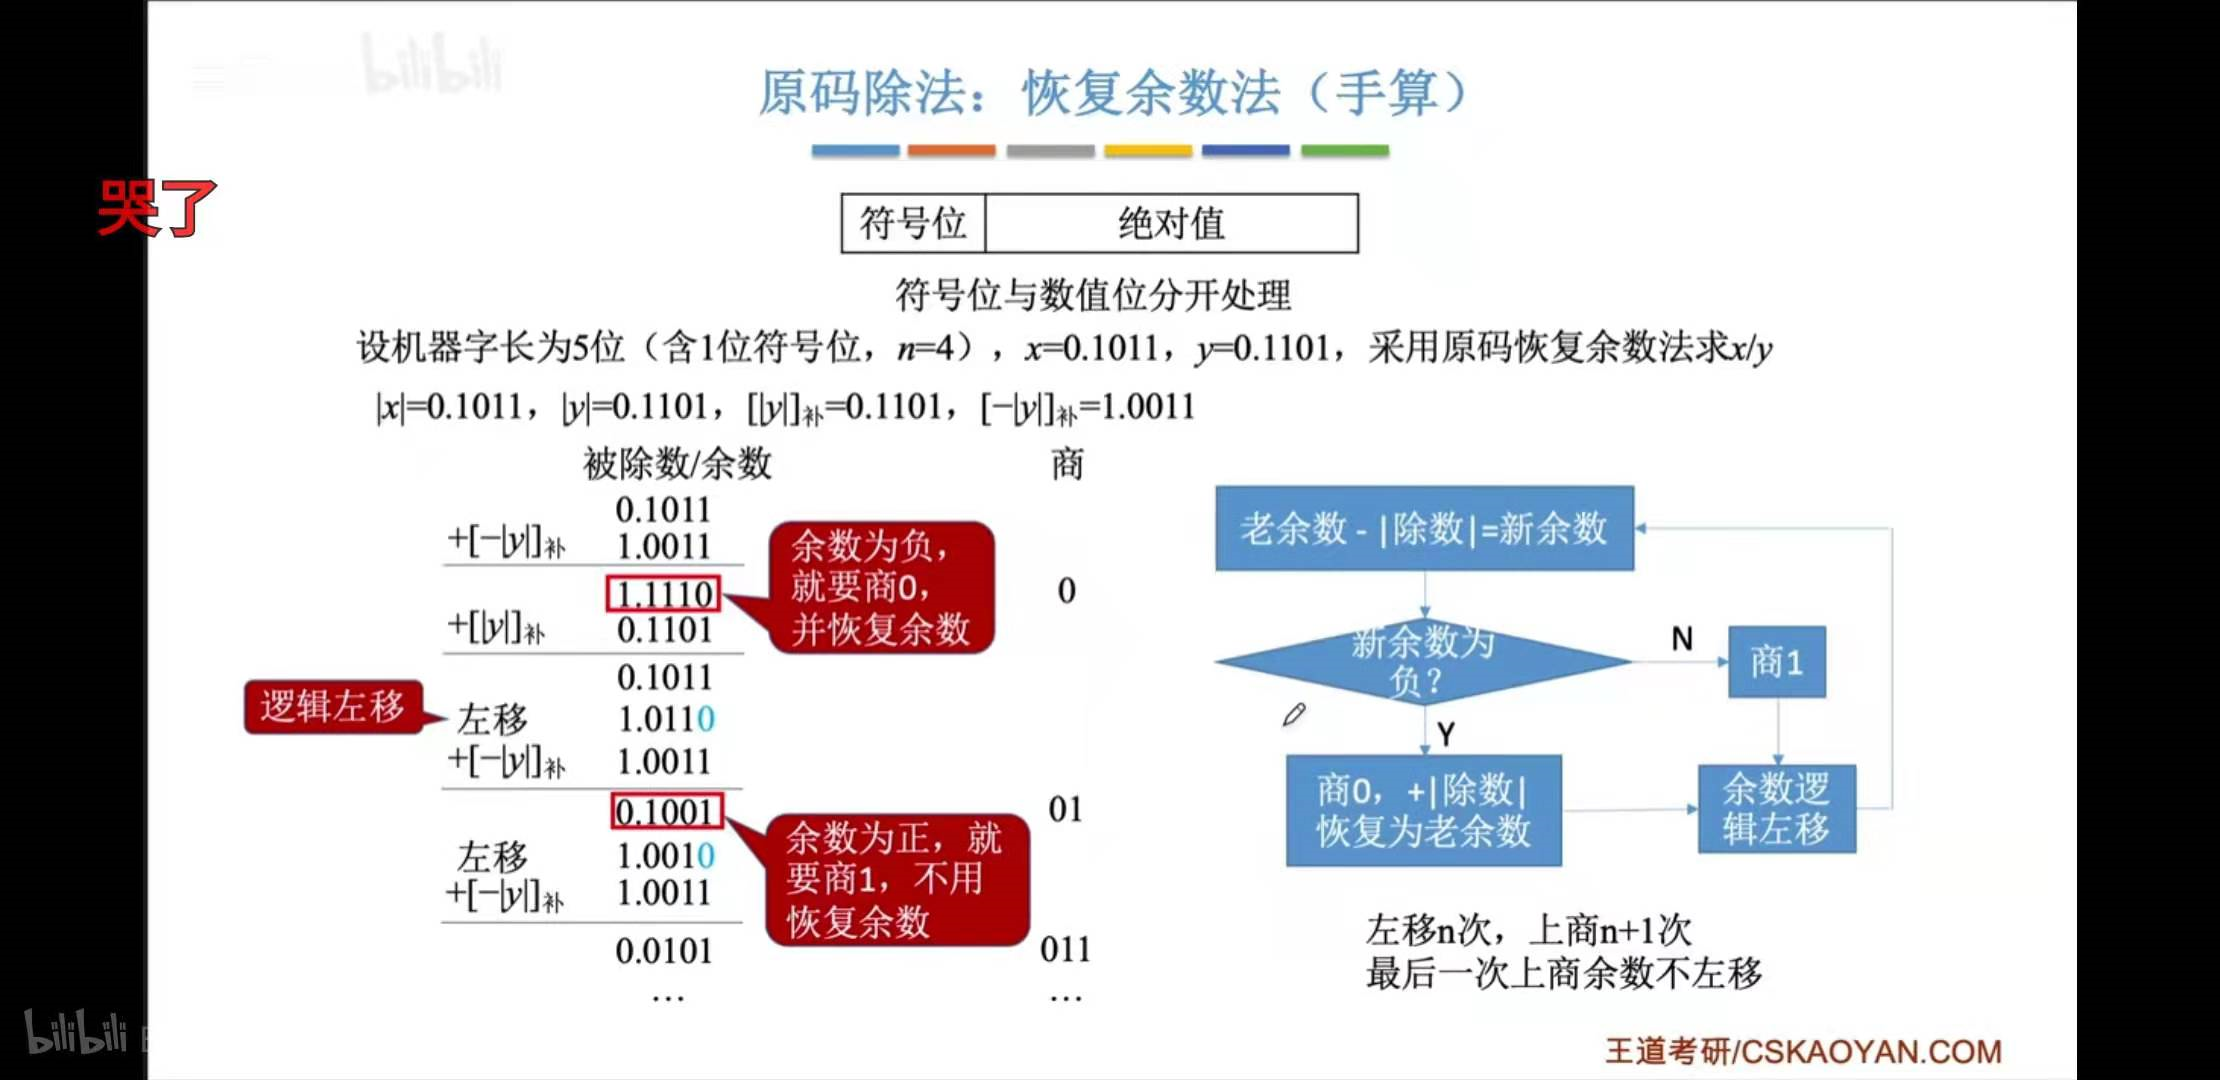 bilibili
原码除法：恢复余数法（手算）
哭了
符号位 绝对值
符号位与数值位分开处理
设机器字长为5位（含1位符号位，n=4），x=0.1011，y=0.1101，采用原码恢复余数法求x/y
|x|=0.1011，|y|=0.1101，[|y|]补=0.1101，[−|y|]补=1.0011
被除数/余数 商
0.1011
+[−|y|]补 1.0011
1.1110 0
+[|y|]补 0.1101
0.1011
左移 1.0110
+[−|y|]补 1.0011
0.1001 01
左移 1.0010
+[−|y|]补 1.0011
0.0101 011
… …
余数为负，
就要商0，
并恢复余数
逻辑左移
余数为正，就
要商1，不用
恢复余数
老余数 - |除数|=新余数
新余数为
负？
N
商1
Y
商0，+|除数|
恢复为老余数
余数逻
辑左移
左移n次，上商n+1次
最后一次上商余数不左移
bilibili
王道考研/CSKAOYAN.COM